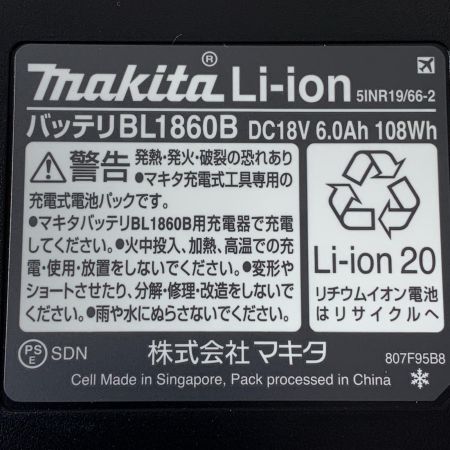 makita® Li-ion 5INR19/66-2
バッテリBL1860B DC18V 6.0Ah 108Wh
⚠警告 発熱・発火・破裂の恐れあり
●マキタ充電式工具専用の
充電式電池パックです。
●マキタバッテリBL1860B用充電器で充電
してください。●火中投入、加熱、高温での充
電・使用・放置をしないでください。●変形や
ショートさせたり、分解・修理・改造をしないで
ください。●雨や水にぬらさないでください。
Li-ion 20
リチウムイオン電池
はリサイクルへ
PS
E SDN 株式会社マキタ 807F95B8
Cell Made in Singapore, Pack processed in China